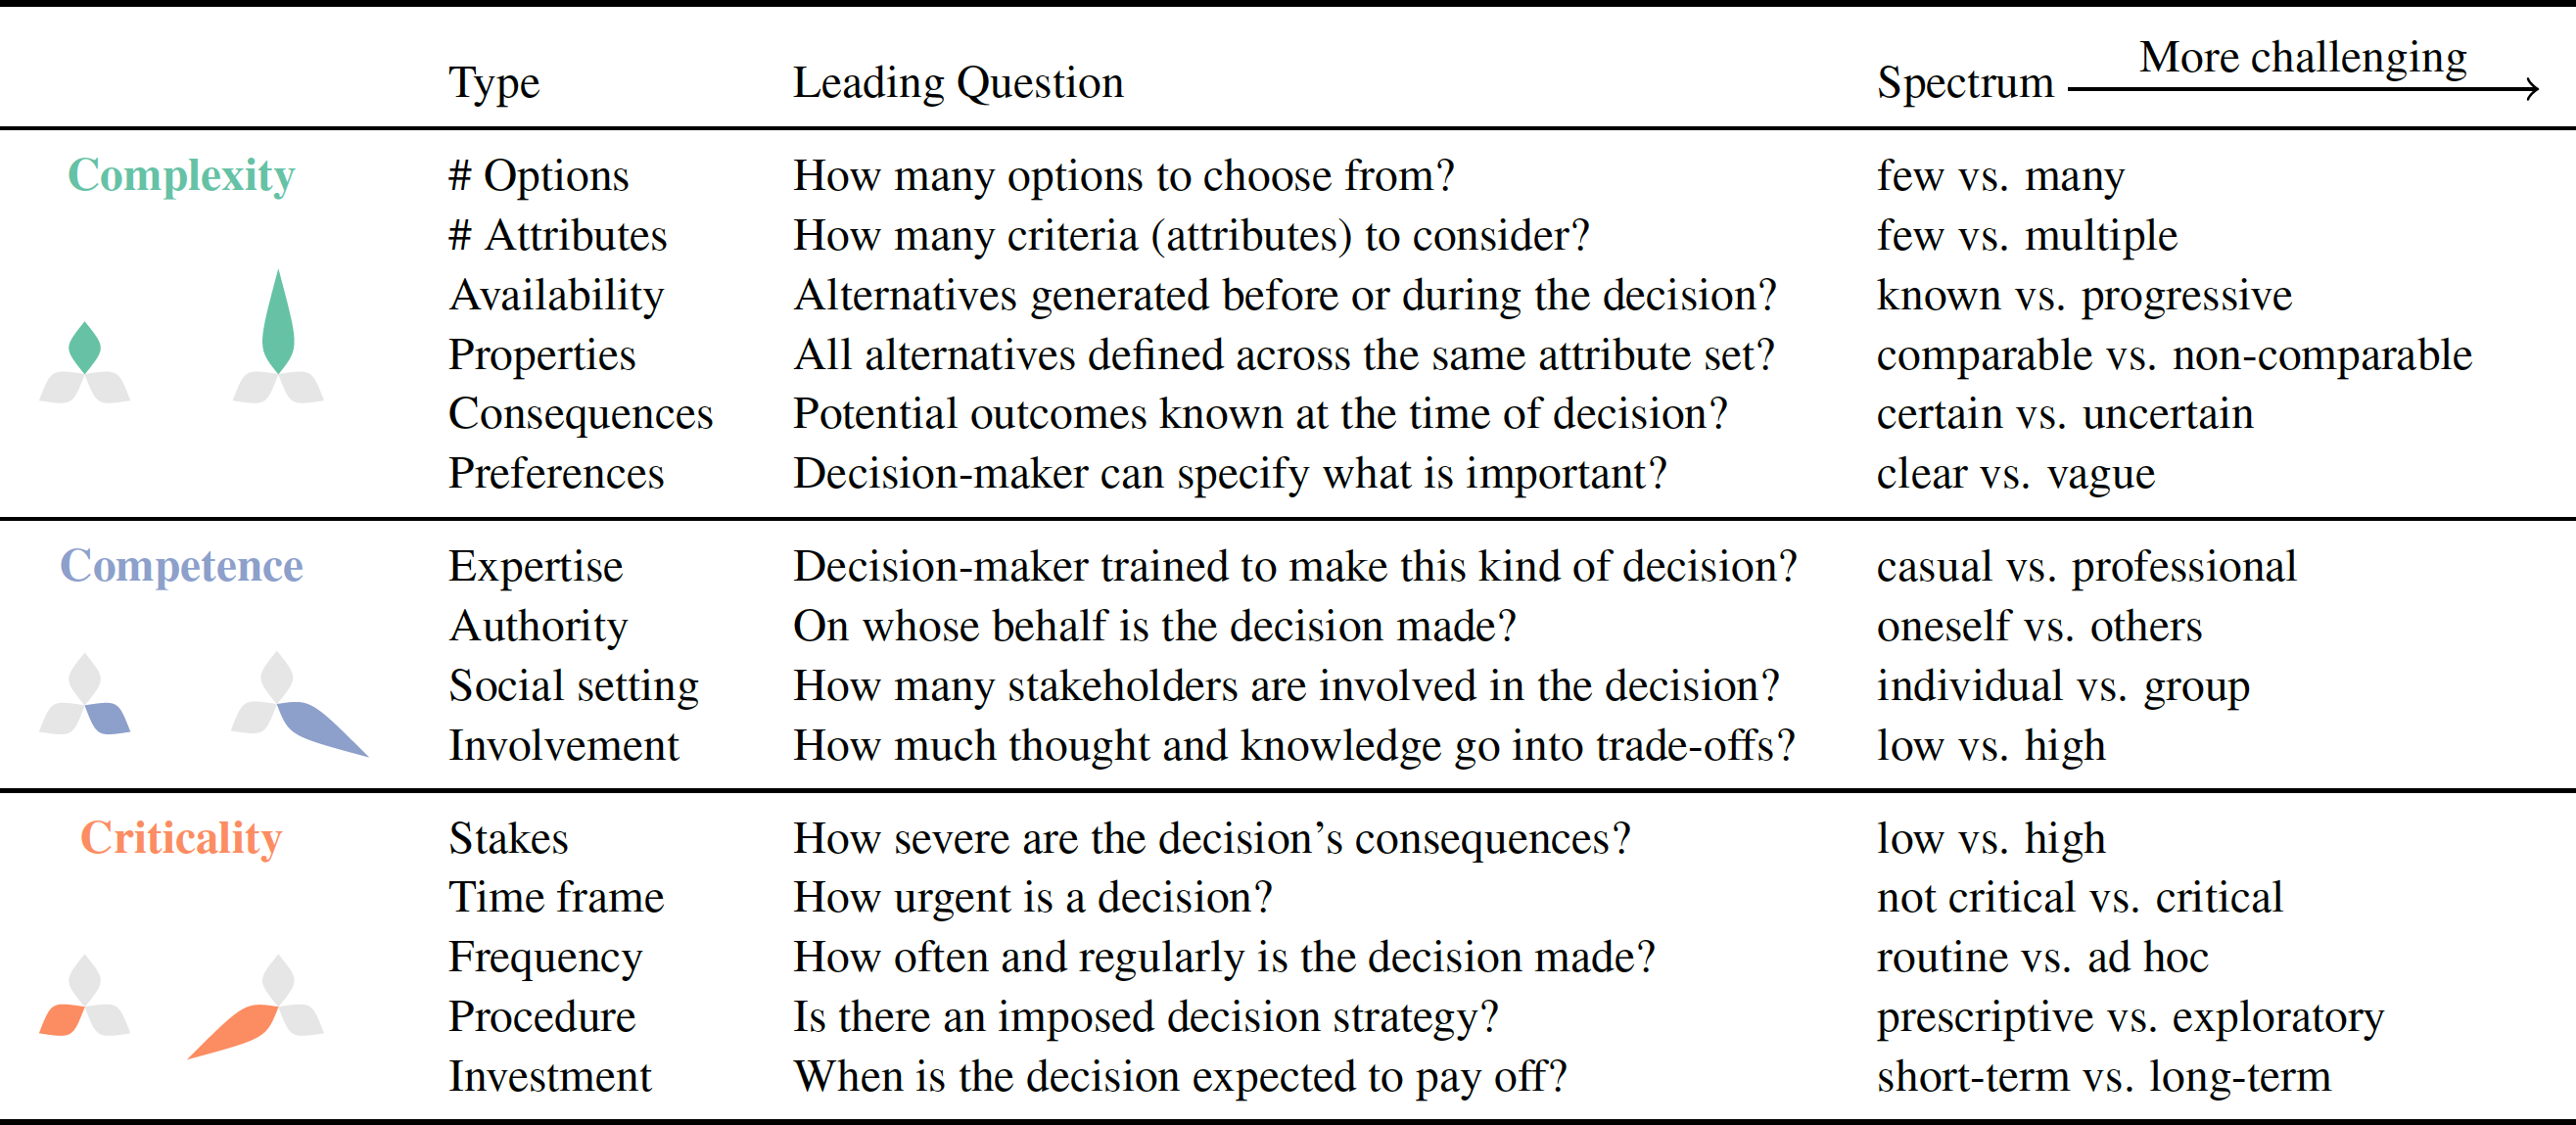 Type Leading Question Spectrum More challenging
Complexity # Options How many options to choose from? few vs. many
# Attributes How many criteria (attributes) to consider? few vs. multiple
Availability Alternatives generated before or during the decision? known vs. progressive
Properties All alternatives defined across the same attribute set? comparable vs. non-comparable
Consequences Potential outcomes known at the time of decision? certain vs. uncertain
Preferences Decision-maker can specify what is important? clear vs. vague
Competence Expertise Decision-maker trained to make this kind of decision? casual vs. professional
Authority On whose behalf is the decision made? oneself vs. others
Social setting How many stakeholders are involved in the decision? individual vs. group
Involvement How much thought and knowledge go into trade-offs? low vs. high
Criticality Stakes How severe are the decision’s consequences? low vs. high
Time frame How urgent is a decision? not critical vs. critical
Frequency How often and regularly is the decision made? routine vs. ad hoc
Procedure Is there an imposed decision strategy? prescriptive vs. exploratory
Investment When is the decision expected to pay off? short-term vs. long-term